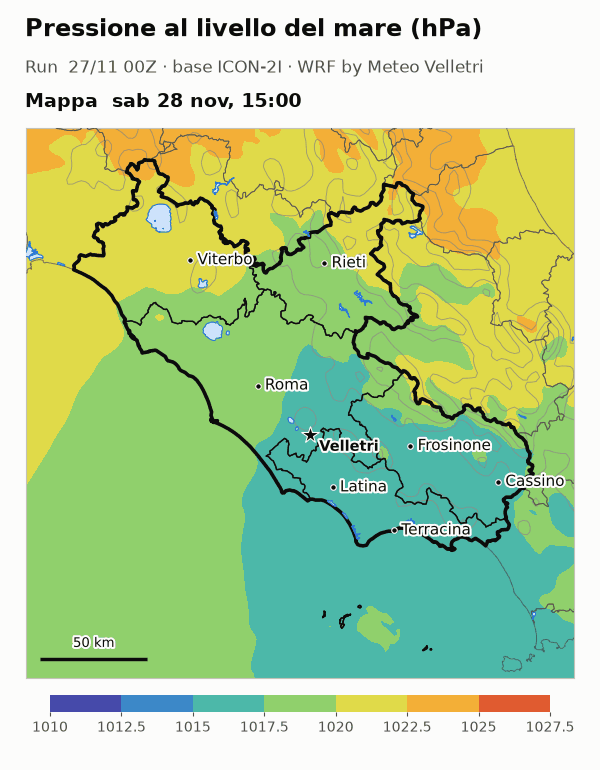 Pressione al livello del mare (hPa)
Run  27/11 00Z · base ICON-2I · WRF by Meteo Velletri
Mappa  sab 28 nov, 15:00
Viterbo
Rieti
Roma
Velletri
Frosinone
Latina
Cassino
Terracina
50 km
1010 1012.5 1015 1017.5 1020 1022.5 1025 1027.5